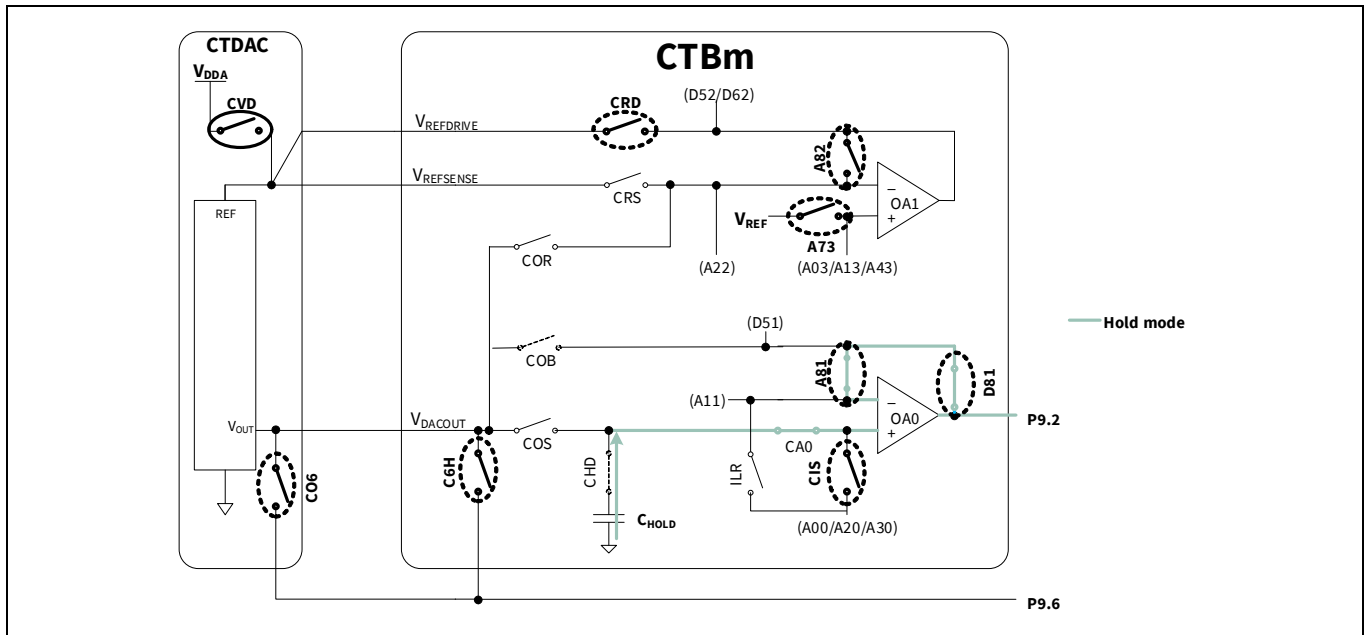 CTDAC
CTBm
VDDA
CVD
VREFDRIVE
CRD
(D52/D62)
A82
VREFSENSE
CRS
REF
OA1
−
+
VREF
A73
COR
(A22)
(A03/A13/A43)
(D51)
Hold mode
COB
A81
D81
(A11)
−
OA0
+
P9.2
VOUT
VDACOUT
COS
CA0
CO6
C6H
CHD
ILR
CIS
CHOLD
(A00/A20/A30)
P9.6